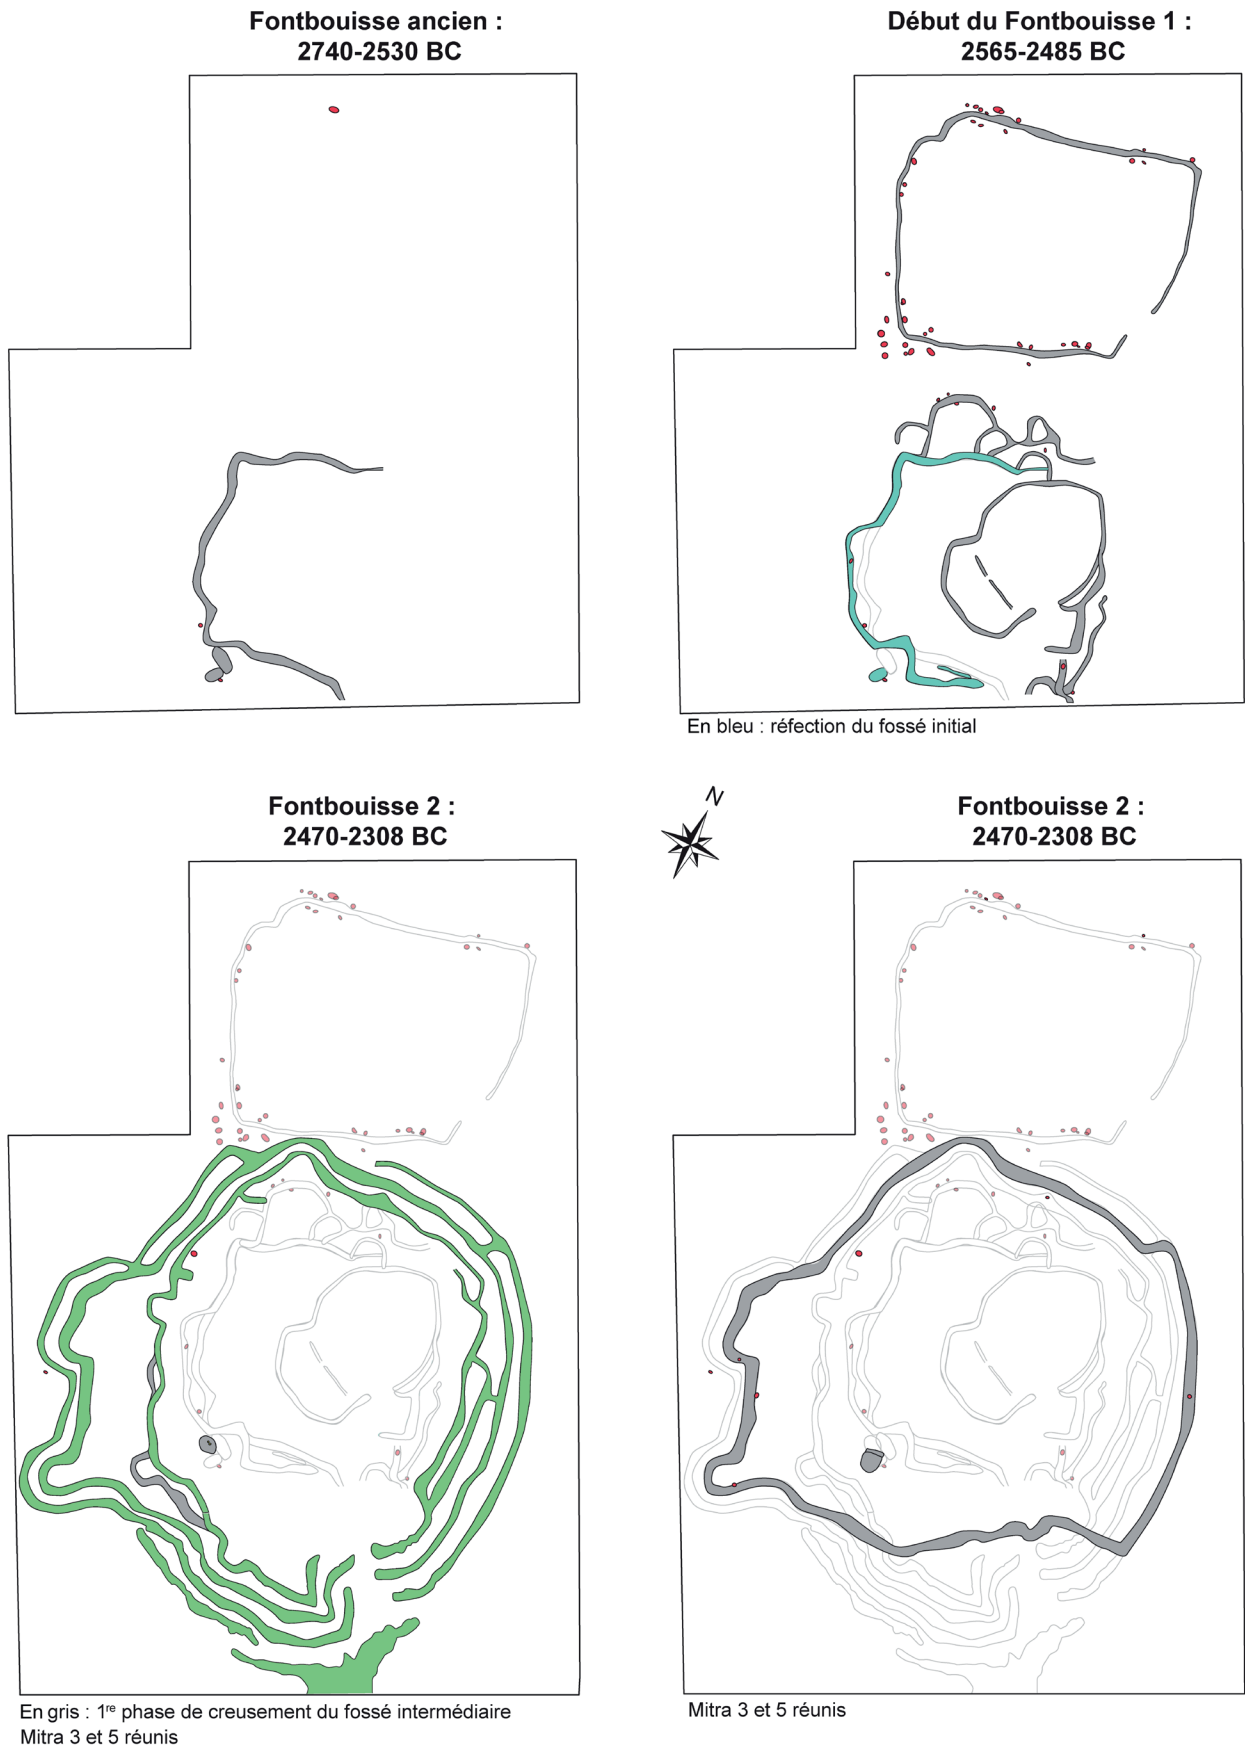 Fontbouisse ancien :
2740-2530 BC
Début du Fontbouisse 1 :
2565-2485 BC
En bleu : réfection du fossé initial
Fontbouisse 2 :
2470-2308 BC
N
Fontbouisse 2 :
2470-2308 BC
En gris : 1re phase de creusement du fossé intermédiaire
Mitra 3 et 5 réunis
Mitra 3 et 5 réunis